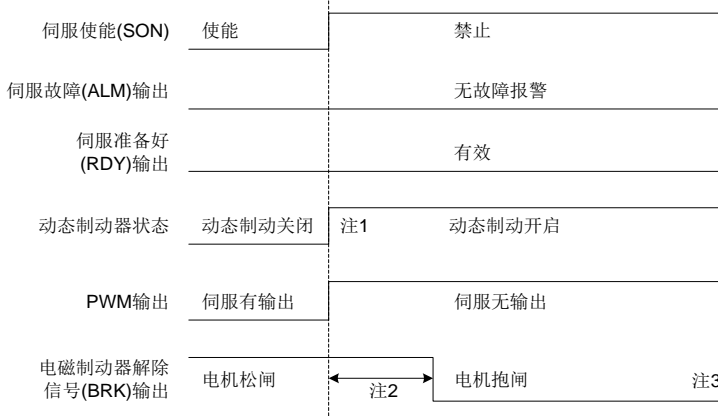 伺服使能(SON) 使能 禁止
伺服故障(ALM)输出 无故障报警
伺服准备好
(RDY)输出 有效
动态制动器状态 动态制动关闭 注1 动态制动开启
PWM输出 伺服有输出 伺服无输出
电磁制动器解除
信号(BRK)输出 电机松闸 注2 电机抱闸 注3